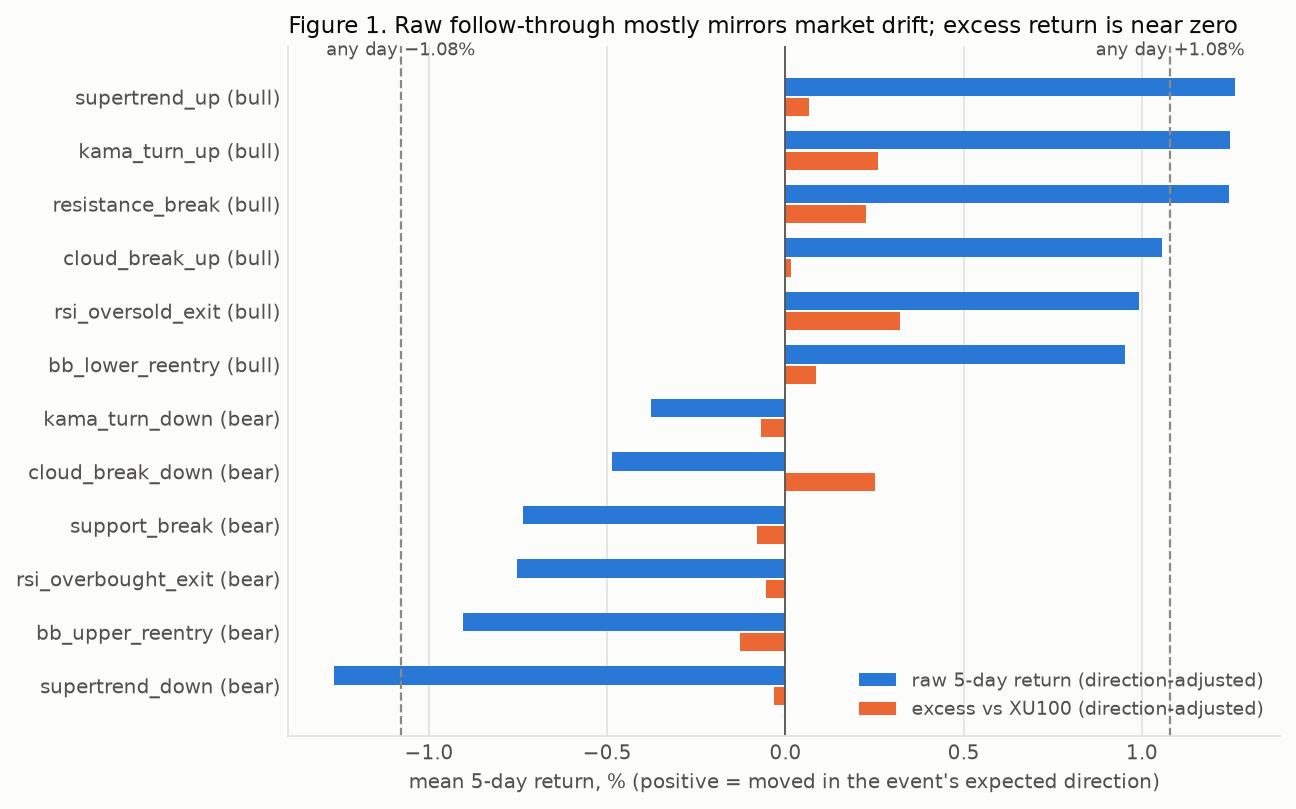 Figure 1. Raw follow-through mostly mirrors market drift; excess return is near zero
any day −1.08%
any day +1.08%
supertrend_up (bull)
kama_turn_up (bull)
resistance_break (bull)
cloud_break_up (bull)
rsi_oversold_exit (bull)
bb_lower_reentry (bull)
kama_turn_down (bear)
cloud_break_down (bear)
support_break (bear)
rsi_overbought_exit (bear)
bb_upper_reentry (bear)
supertrend_down (bear)
raw 5-day return (direction-adjusted)
excess vs XU100 (direction-adjusted)
−1.0
−0.5
0.0
0.5
1.0
mean 5-day return, % (positive = moved in the event's expected direction)